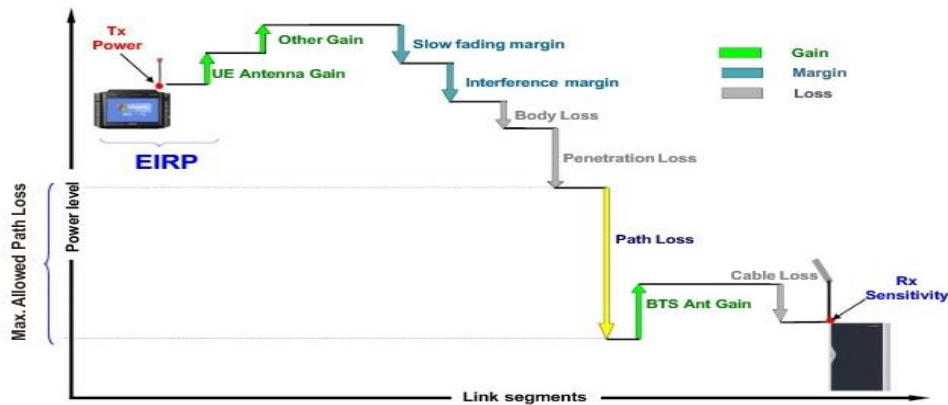 Tx
Power
Other Gain
UE Antenna Gain
Slow fading margin
Interference margin
Body Loss
Penetration Loss
Gain
Margin
Loss
EIRP
Max. Allowed Path Loss
Power level
Path Loss
Cable Loss
BTS Ant Gain
Rx
Sensitivity
Link segments